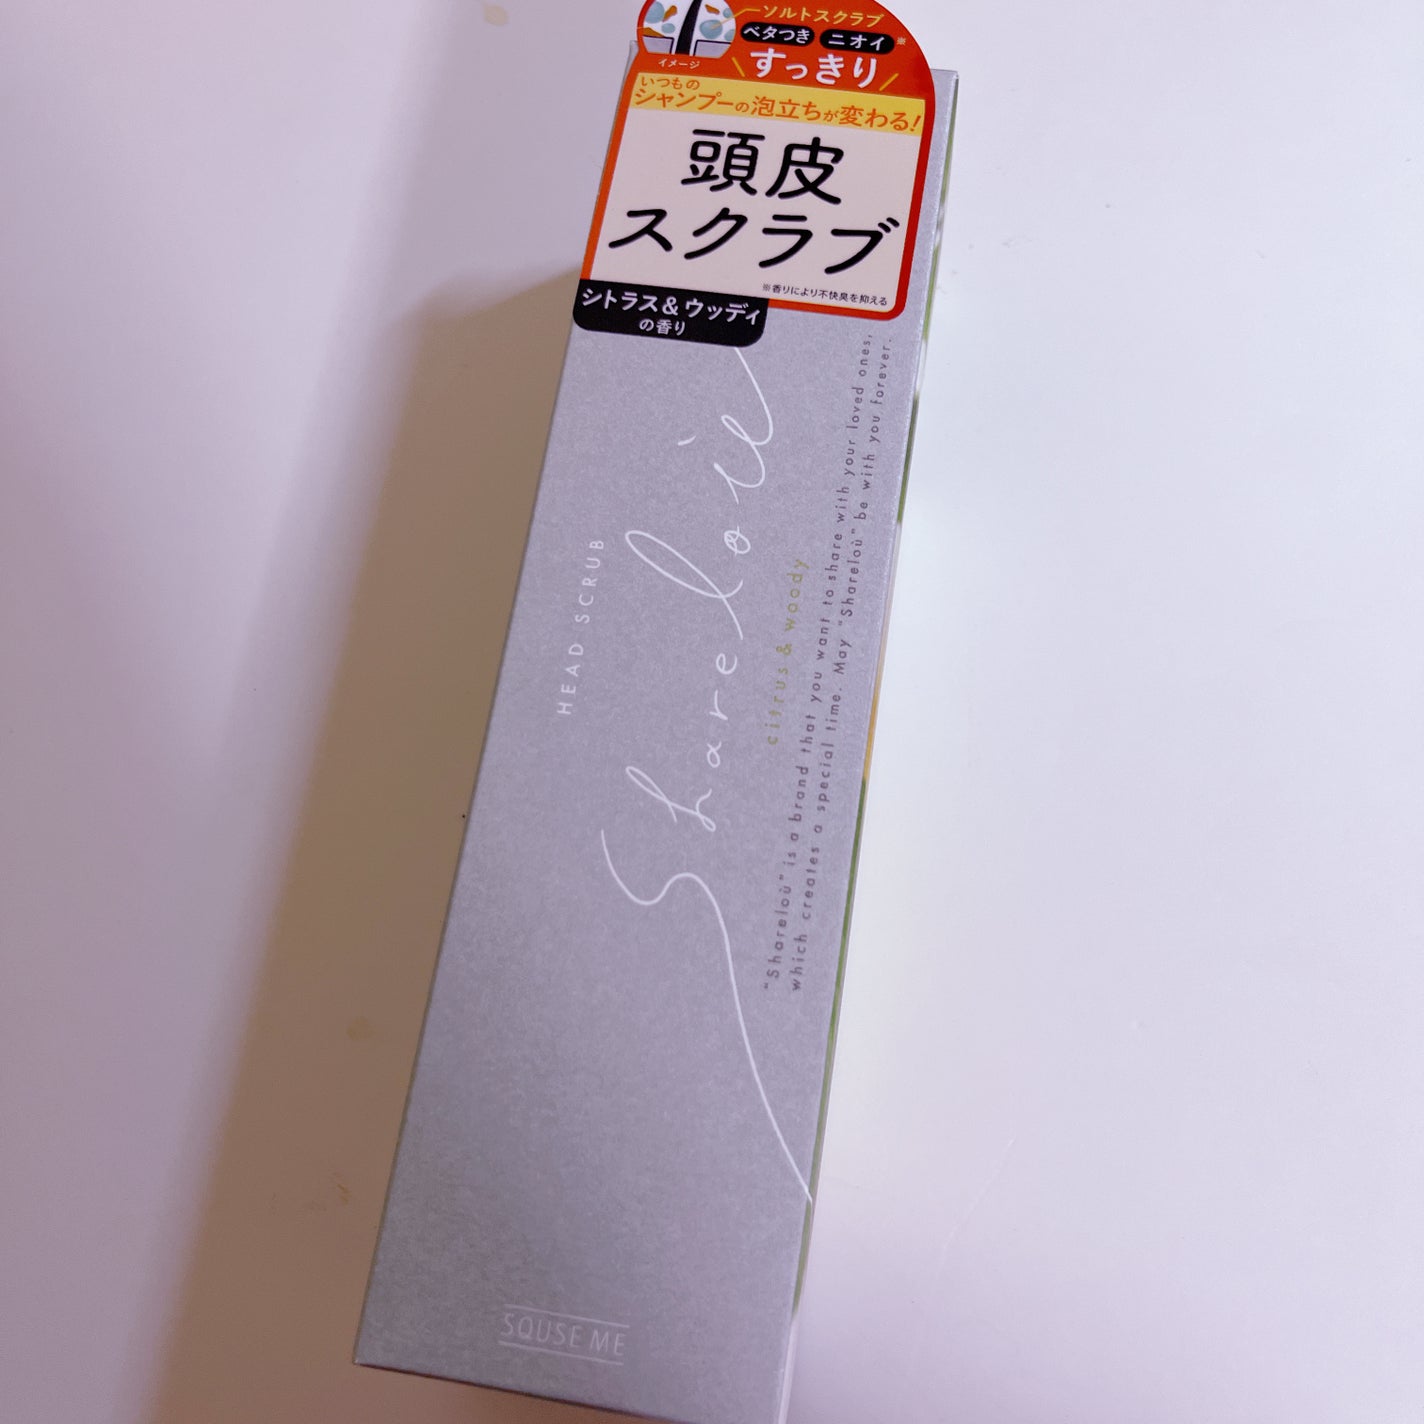 ソルトスクラブ
ベタつき ニオイ※
すっきり
イメージ
いつもの
シャンプーの泡立ちが変わる!
頭皮
スクラブ
※香りにより不快臭を抑える
シトラス&ウッディ
の香り
HEAD SCRUB
Shareloù
citrus & woody
"Shareloù" is a brand that you want to share with your loved ones,
which creates a special time. May "Shareloù" be with you forever.
SQUSE ME